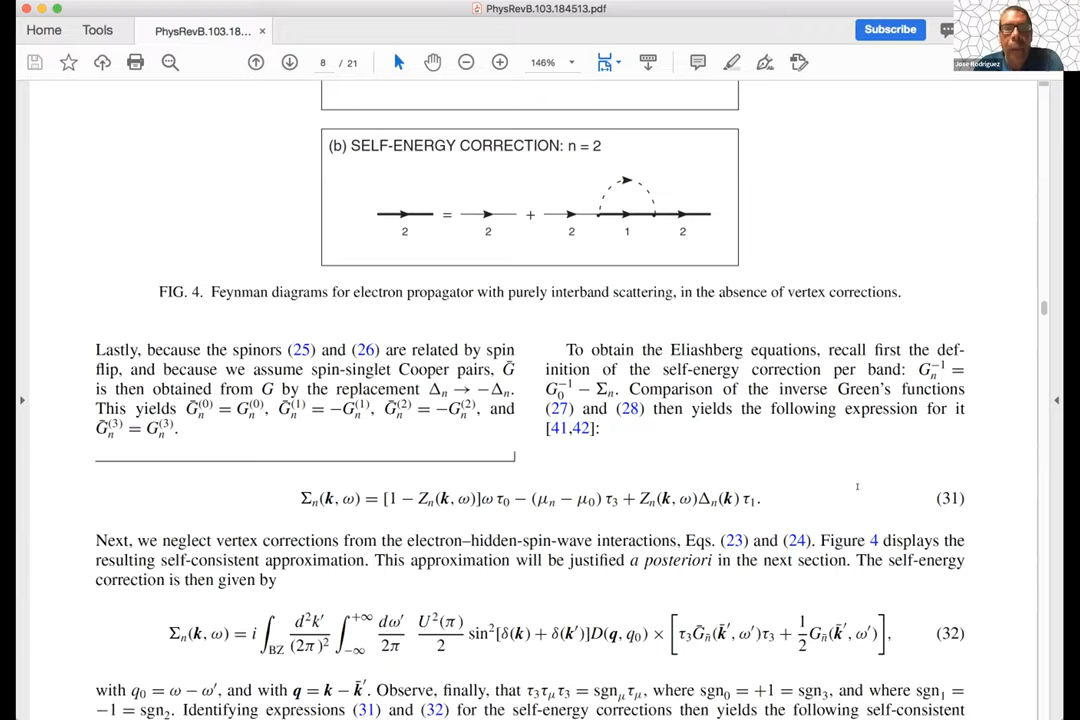 PhysRevB.103.184513.pdf
Home Tools PhysRevB.103.18... × Subscribe
8 / 21 146%
Jose Rodriguez
(b) SELF-ENERGY CORRECTION: n = 2
= + 
2 2 2 1 2
FIG. 4. Feynman diagrams for electron propagator with purely interband scattering, in the absence of vertex corrections.
Lastly, because the spinors (25) and (26) are related by spin
flip, and because we assume spin-singlet Cooper pairs, Ḡ
is then obtained from G by the replacement Δₙ → −Δₙ.
This yields Ḡₙ⁽⁰⁾ = Gₙ⁽⁰⁾, Ḡₙ⁽¹⁾ = −Gₙ⁽¹⁾, Ḡₙ⁽²⁾ = −Gₙ⁽²⁾, and
Ḡₙ⁽³⁾ = Gₙ⁽³⁾.
To obtain the Eliashberg equations, recall first the def-
inition of the self-energy correction per band: Gₙ⁻¹ =
G₀⁻¹ − Σₙ. Comparison of the inverse Green's functions
(27) and (28) then yields the following expression for it
[41,42]:
Σₙ(k, ω) = [1 − Zₙ(k, ω)]ω τ₀ − (μₙ − μ₀) τ₃ + Zₙ(k, ω)Δₙ(k) τ₁. (31)
Next, we neglect vertex corrections from the electron–hidden-spin-wave interactions, Eqs. (23) and (24). Figure 4 displays the
resulting self-consistent approximation. This approximation will be justified a posteriori in the next section. The self-energy
correction is then given by
Σₙ(k, ω) = i ∫_BZ d²k′/(2π)² ∫_−∞^+∞ dω′/2π U²(π)/2 sin²[δ(k) + δ(k′)]D(q, q₀) × [τ₃Ḡ_n̄(k̄′, ω′)τ₃ + 1/2 G_n̄(k̄′, ω′)], (32)
with q₀ = ω − ω′, and with q = k − k̄′. Observe, finally, that τ₃τ_μτ₃ = sgn_μτ_μ, where sgn₀ = +1 = sgn₃, and where sgn₁ =
−1 = sgn₂. Identifying expressions (31) and (32) for the self-energy corrections then yields the following self-consistent